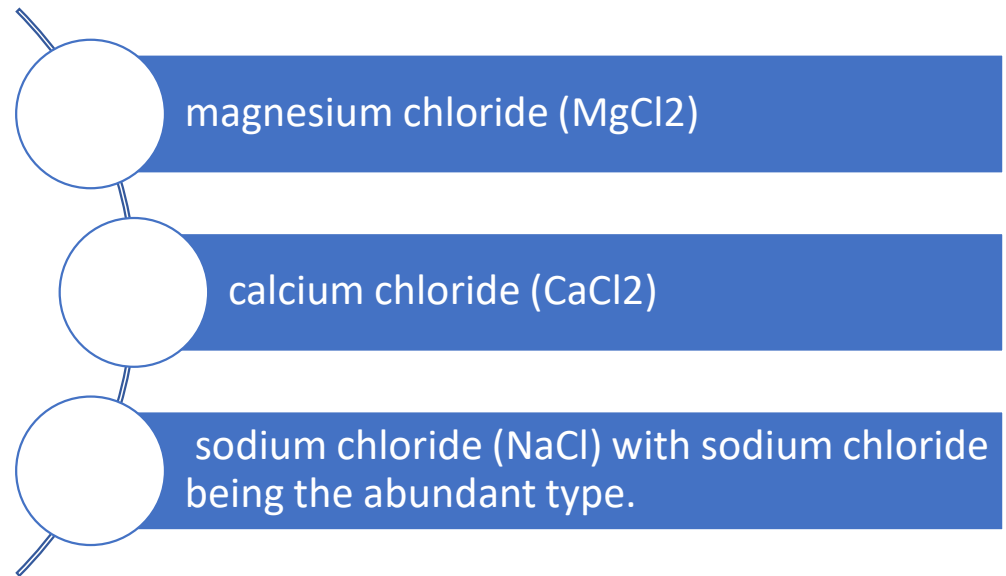 magnesium chloride (MgCl2)
calcium chloride (CaCl2)
sodium chloride (NaCl) with sodium chloride
being the abundant type.